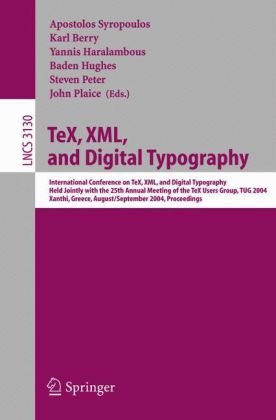 Apostolos Syropoulos
Karl Berry
Yannis Haralambous
Baden Hughes
Steven Peter
John Plaice (Eds.)
LNCS 3130
TeX, XML,
and Digital Typography
International Conference on TeX, XML, and Digital Typography
Held Jointly with the 25th Annual Meeting of the TeX Users Group, TUG 2004
Xanthi, Greece, August/September 2004, Proceedings
Springer